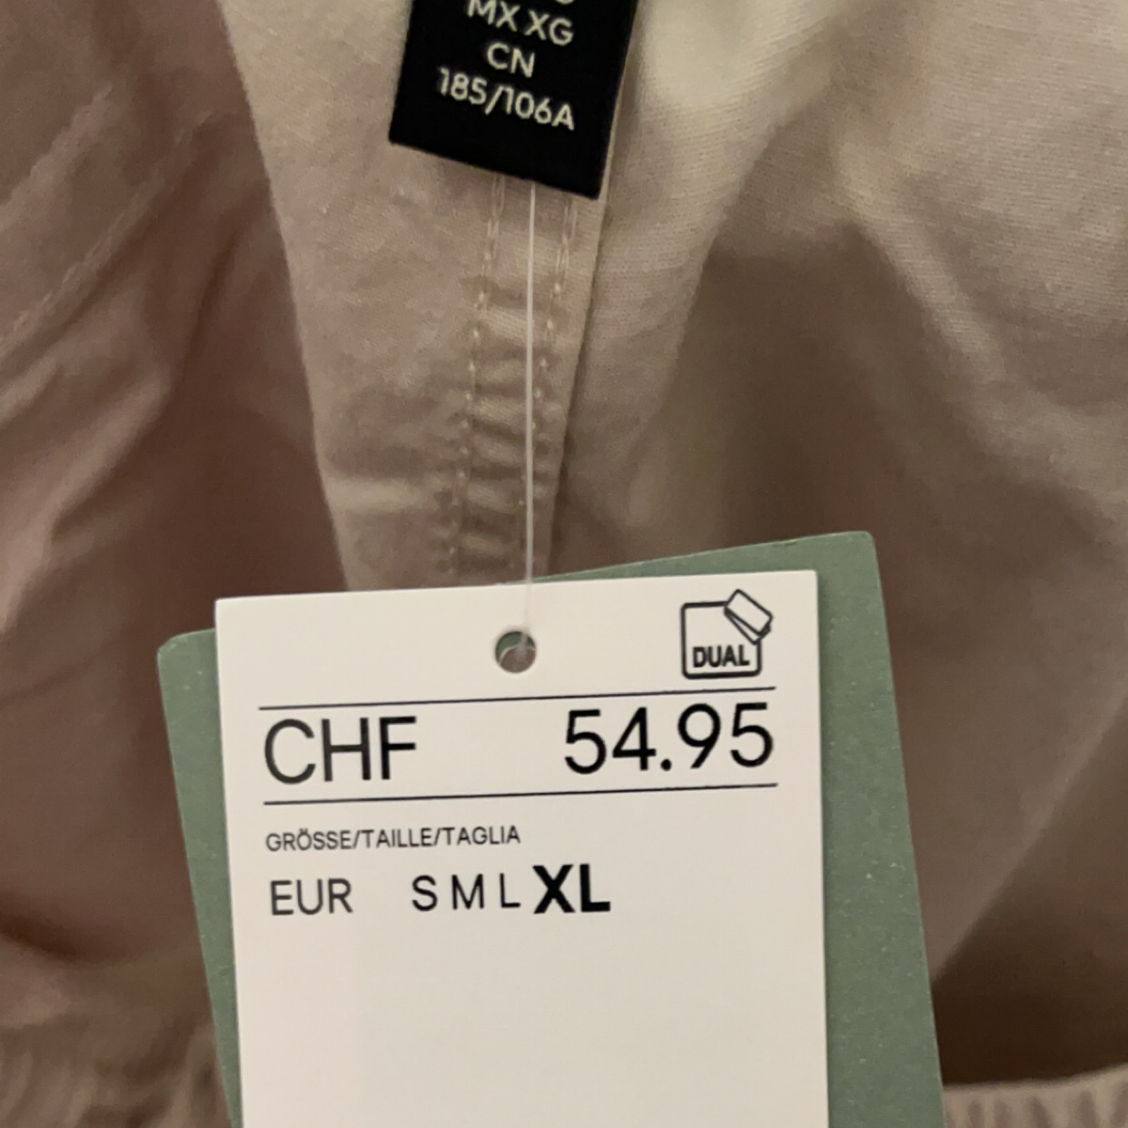 MX XG
CN
185/106A
DUAL
CHF 54.95
GRÖSSE/TAILLE/TAGLIA
EUR S M L XL